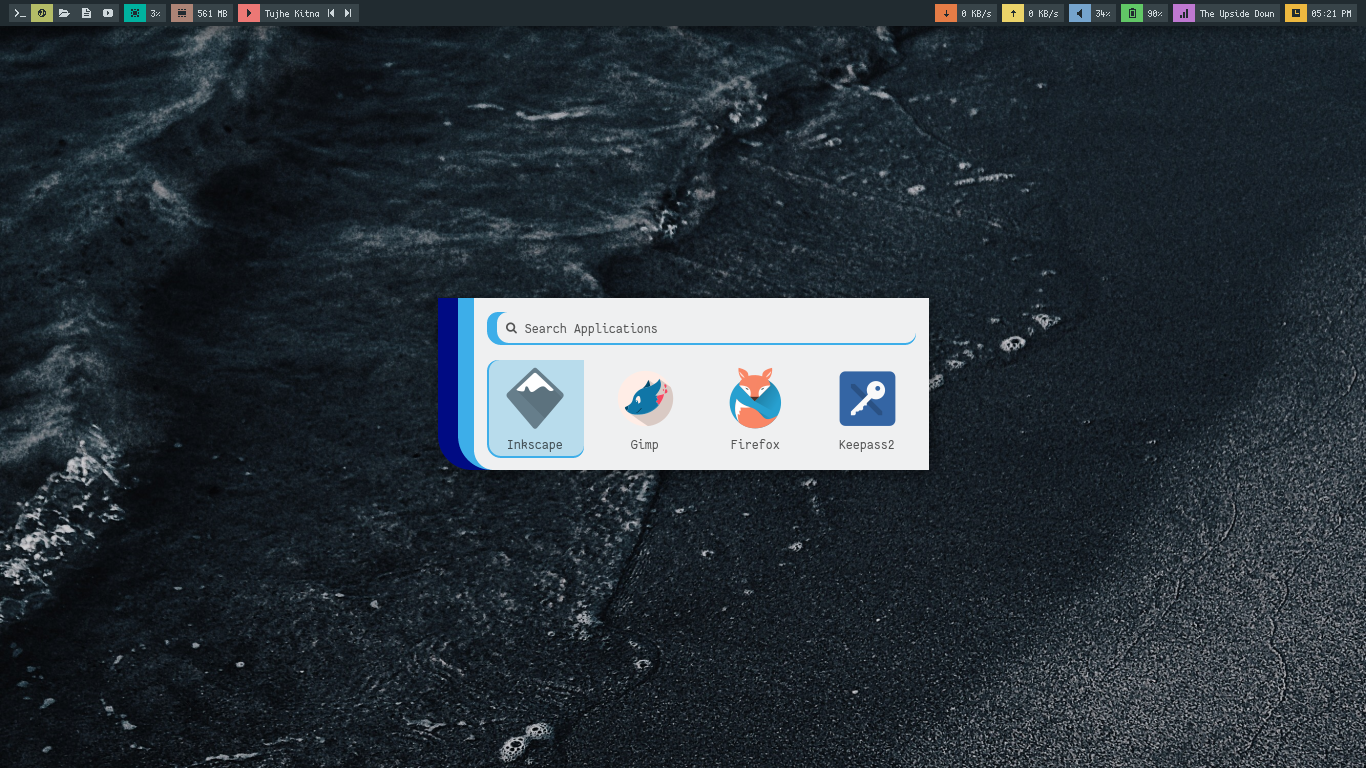 3% 561 MB Tujhe Kitna 0 KB/s 0 KB/s 34% 90% The Upside Down 05:21 PM
Search Applications
Inkscape Gimp Firefox Keepass2